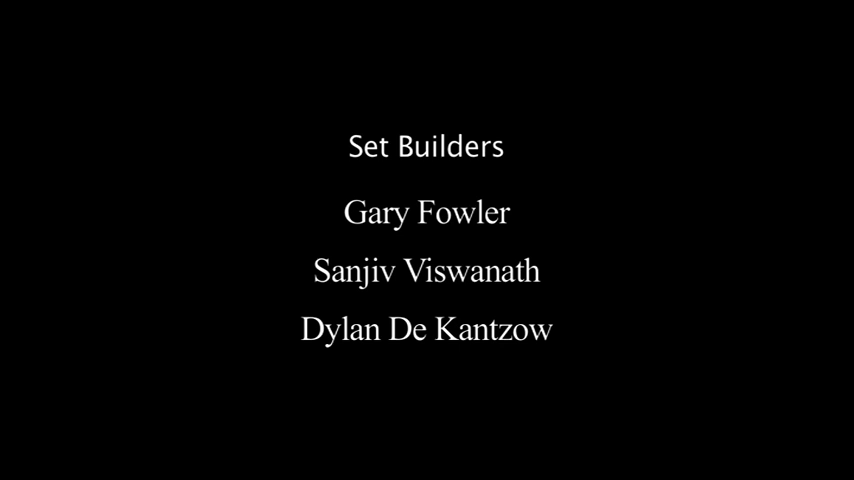 Set Builders
Gary Fowler
Sanjiv Viswanath
Dylan De Kantzow